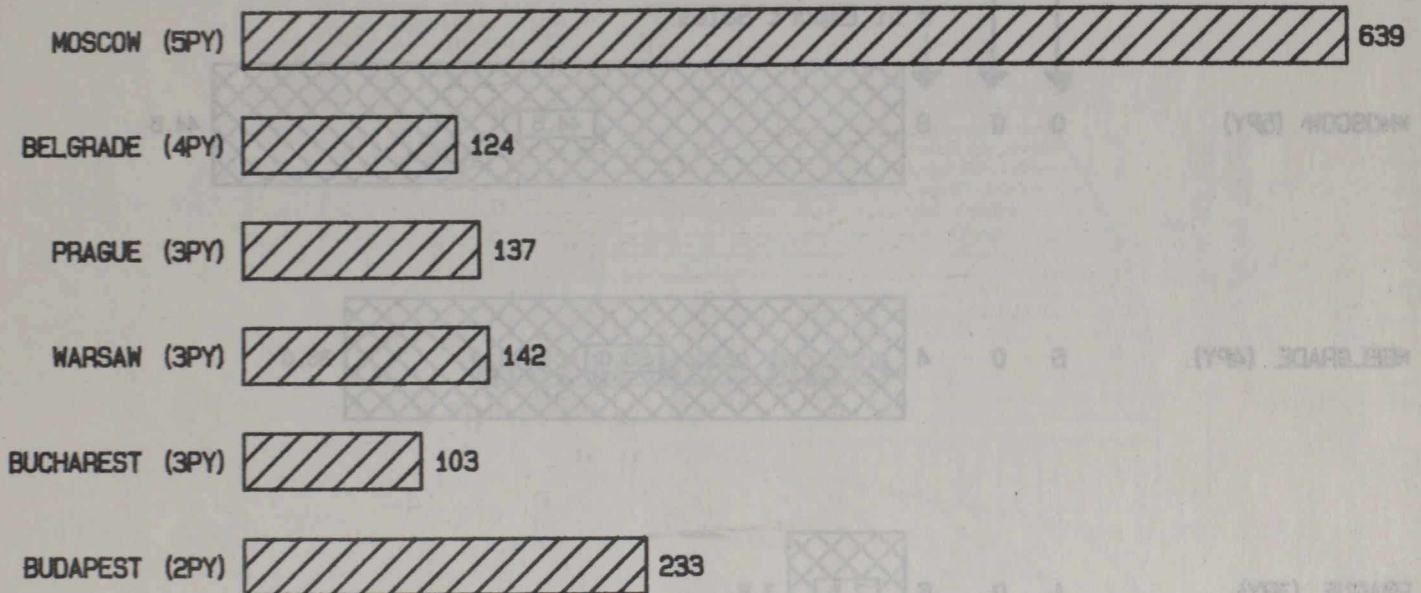 MOSCOW (5PY) 639
BELGRADE (4PY) 124
PRAGUE (3PY) 137
WARSAW (3PY) 142
BUCHAREST (3PY) 103
BUDAPEST (2PY) 233